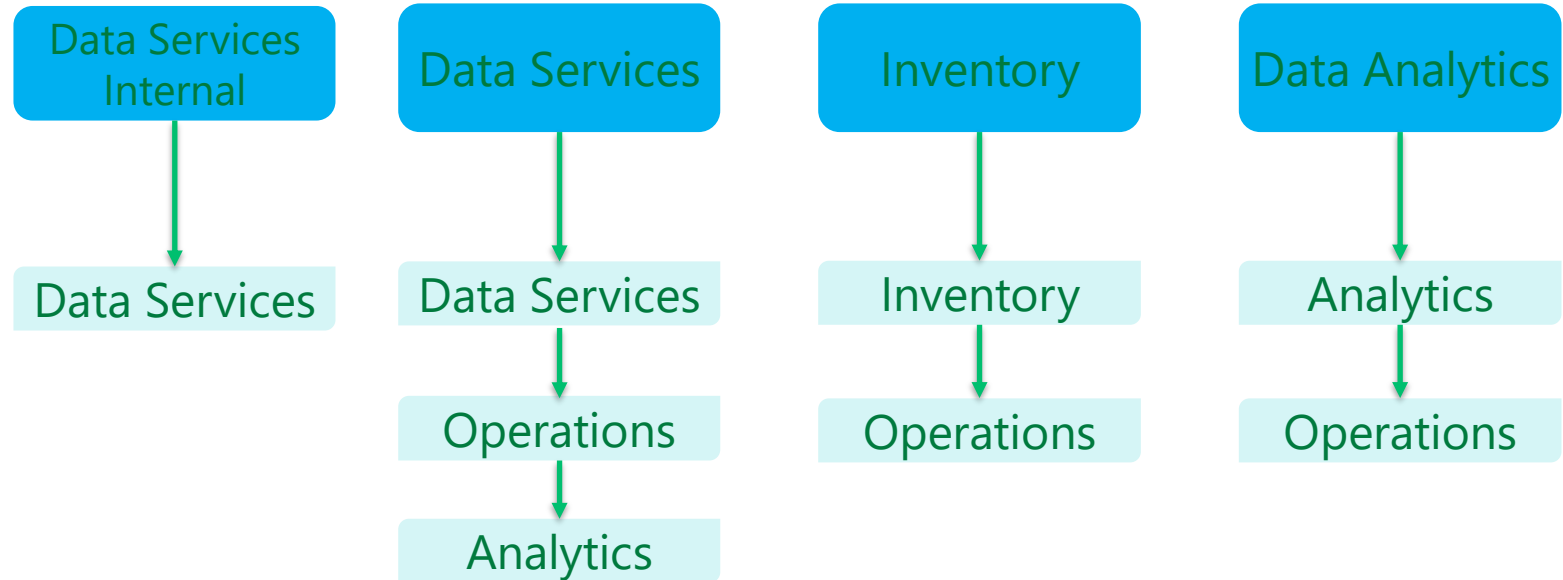 Data Services
Internal
Data Services
Inventory
Data Analytics
Data Services
Data Services
Inventory
Analytics
Operations
Operations
Operations
Analytics